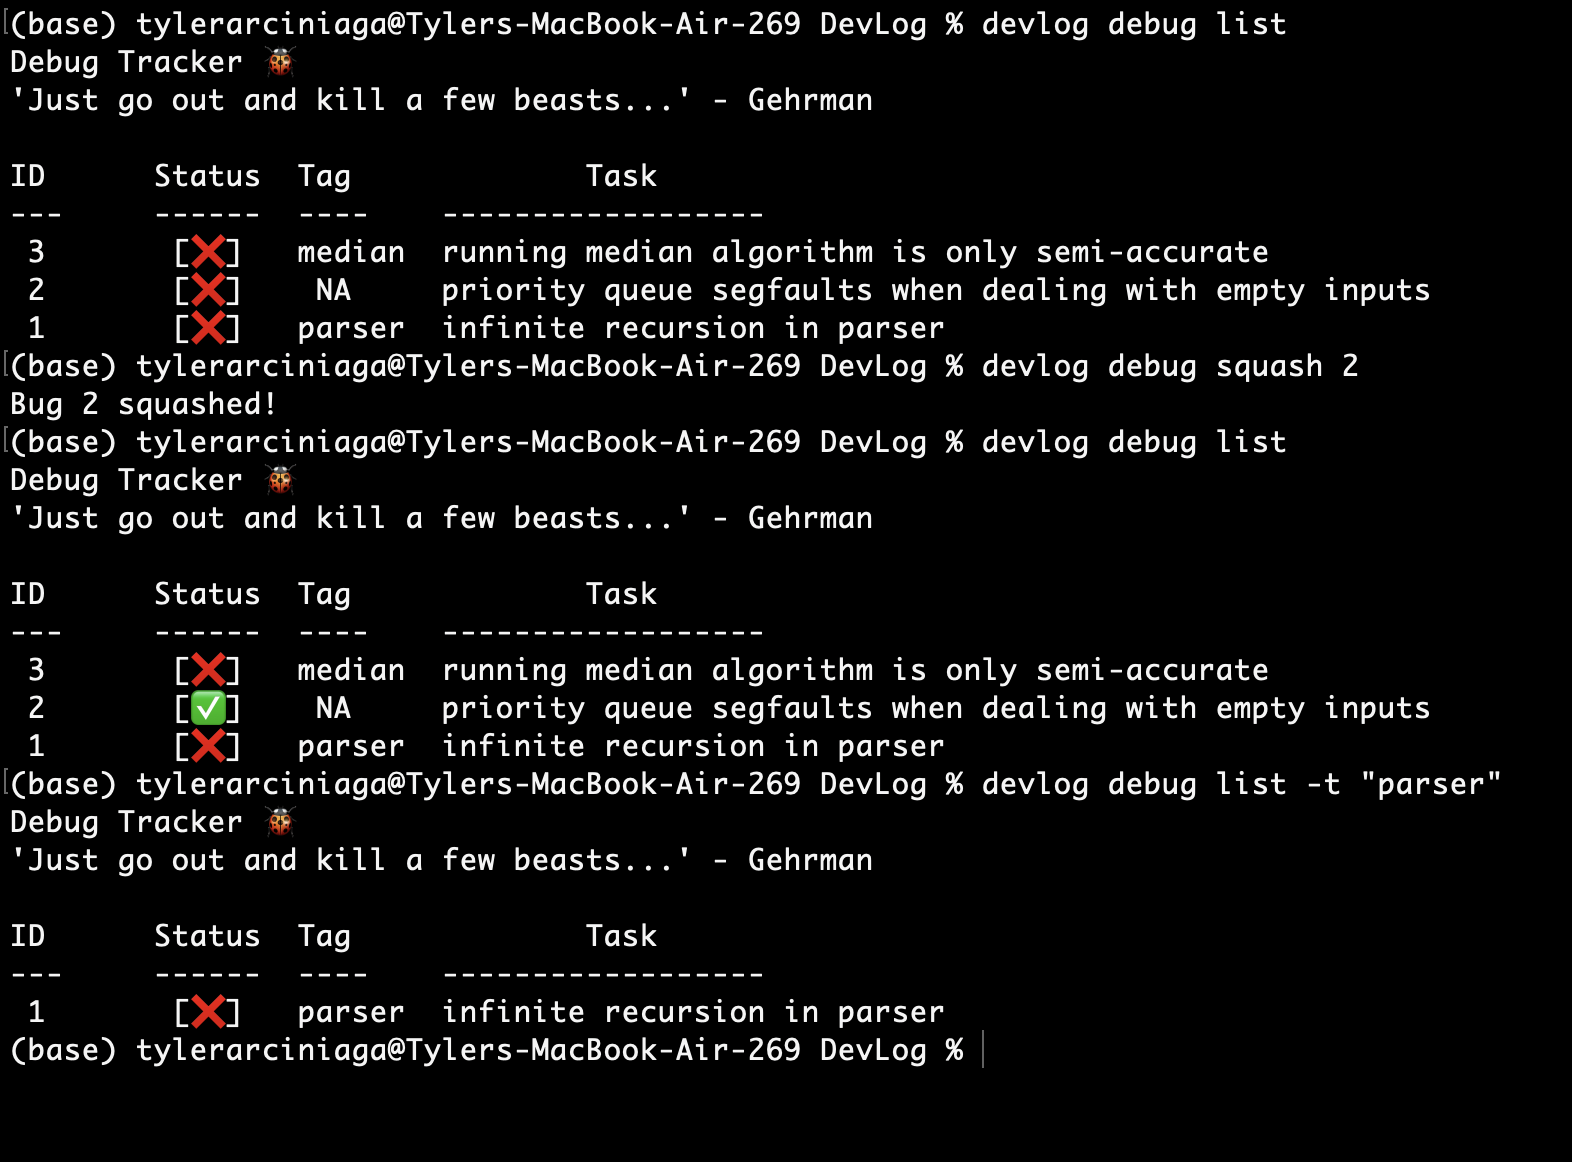 (base) tylerarciniaga@Tylers-MacBook-Air-269 DevLog % devlog debug list
Debug Tracker 🐞
'Just go out and kill a few beasts...' - Gehrman
ID Status Tag Task
--- ------ ---- ------------------
3 [❌] median running median algorithm is only semi-accurate
2 [❌] NA priority queue segfaults when dealing with empty inputs
1 [❌] parser infinite recursion in parser
(base) tylerarciniaga@Tylers-MacBook-Air-269 DevLog % devlog debug squash 2
Bug 2 squashed!
(base) tylerarciniaga@Tylers-MacBook-Air-269 DevLog % devlog debug list
Debug Tracker 🐞
'Just go out and kill a few beasts...' - Gehrman
ID Status Tag Task
--- ------ ---- ------------------
3 [❌] median running median algorithm is only semi-accurate
2 [✅] NA priority queue segfaults when dealing with empty inputs
1 [❌] parser infinite recursion in parser
(base) tylerarciniaga@Tylers-MacBook-Air-269 DevLog % devlog debug list -t "parser"
Debug Tracker 🐞
'Just go out and kill a few beasts...' - Gehrman
ID Status Tag Task
--- ------ ---- ------------------
1 [❌] parser infinite recursion in parser
(base) tylerarciniaga@Tylers-MacBook-Air-269 DevLog %